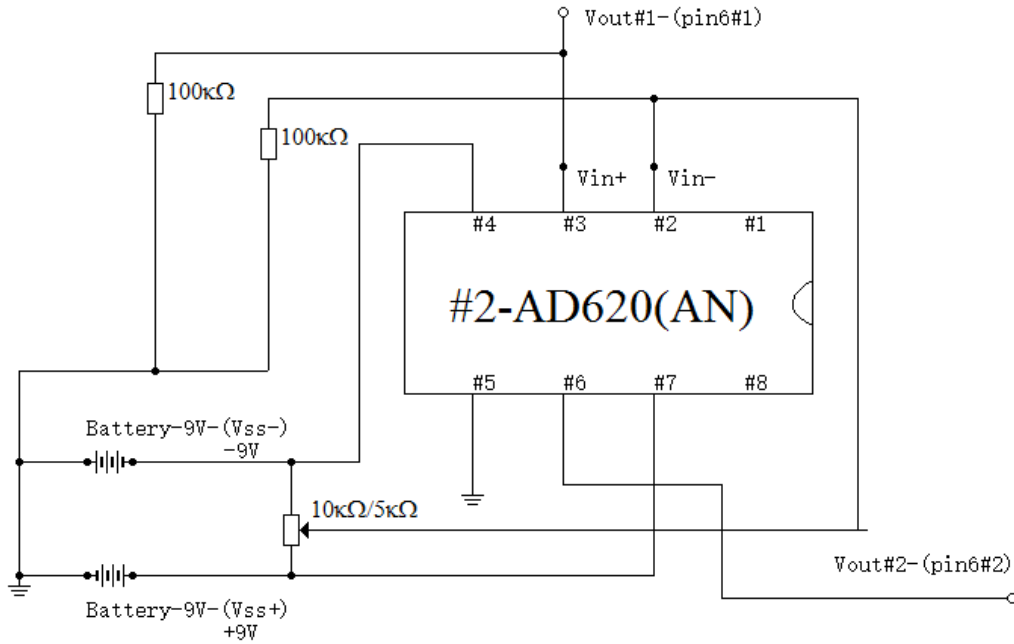 Vout#1-(pin6#1)
100κΩ
100κΩ
Vin+
Vin-
#4
#3
#2
#1
#2-AD620(AN)
#5
#6
#7
#8
Battery-9V-(Vss-)
-9V
10κΩ/5κΩ
Vout#2-(pin6#2)
Battery-9V-(Vss+)
+9V